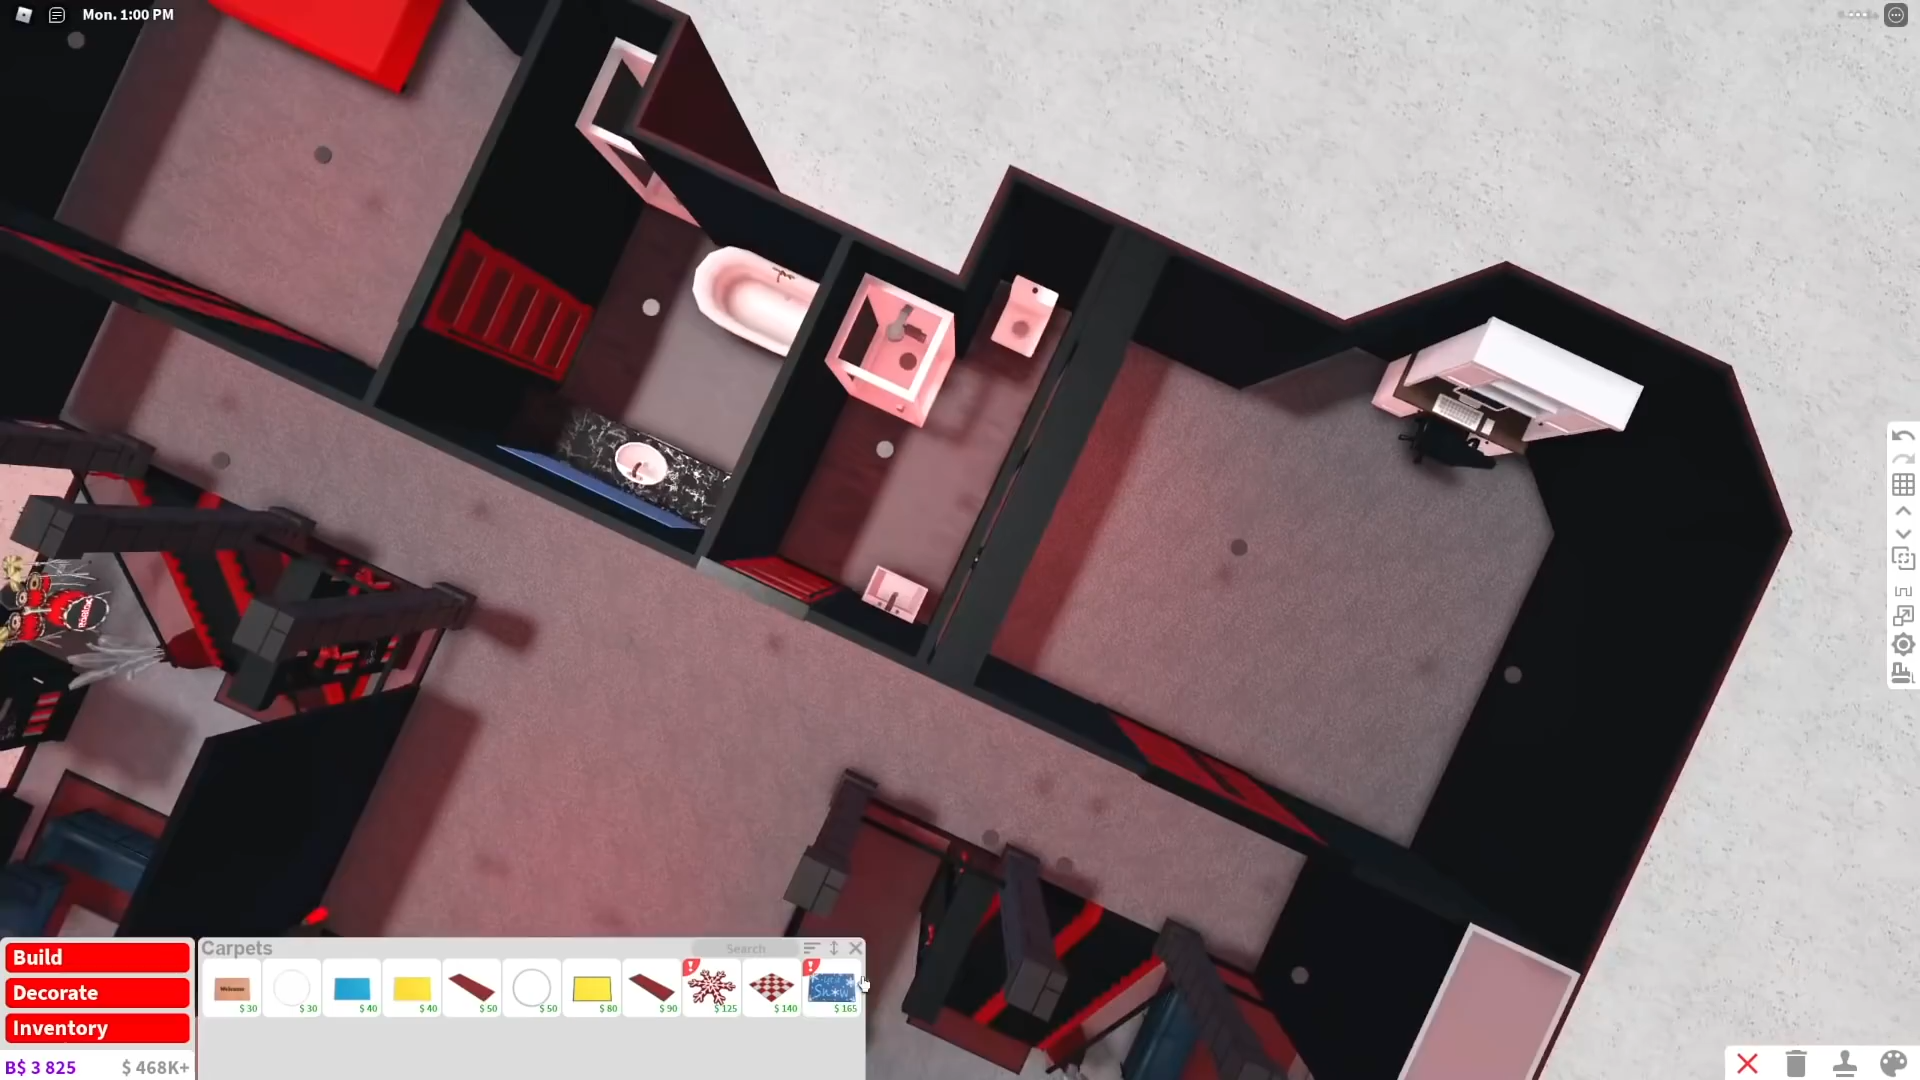 Mon. 1:00 PM
Build
Decorate
Inventory
B$ 3 825
$ 468K+
Carpets
Search
Welcome
$ 30
$ 30
$ 40
$ 40
$ 50
$ 50
$ 80
$ 90
$ 125
$ 140
$ 165